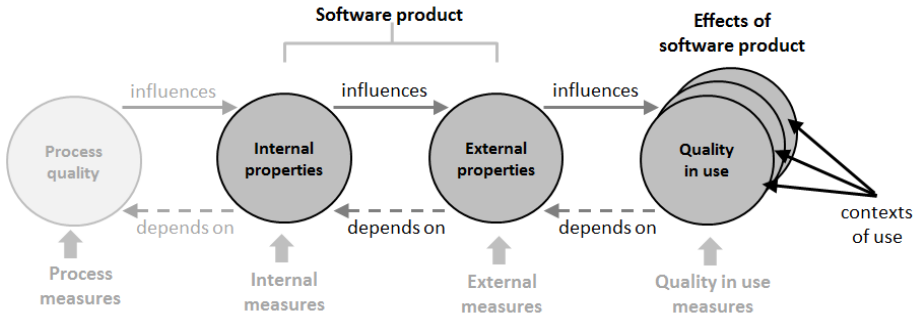 Software product
Effects of
software product
influences
influences
influences
Process
quality
Internal
properties
External
properties
Quality
in use
depends on
depends on
depends on
contexts
of use
Process
measures
Internal
measures
External
measures
Quality in use
measures